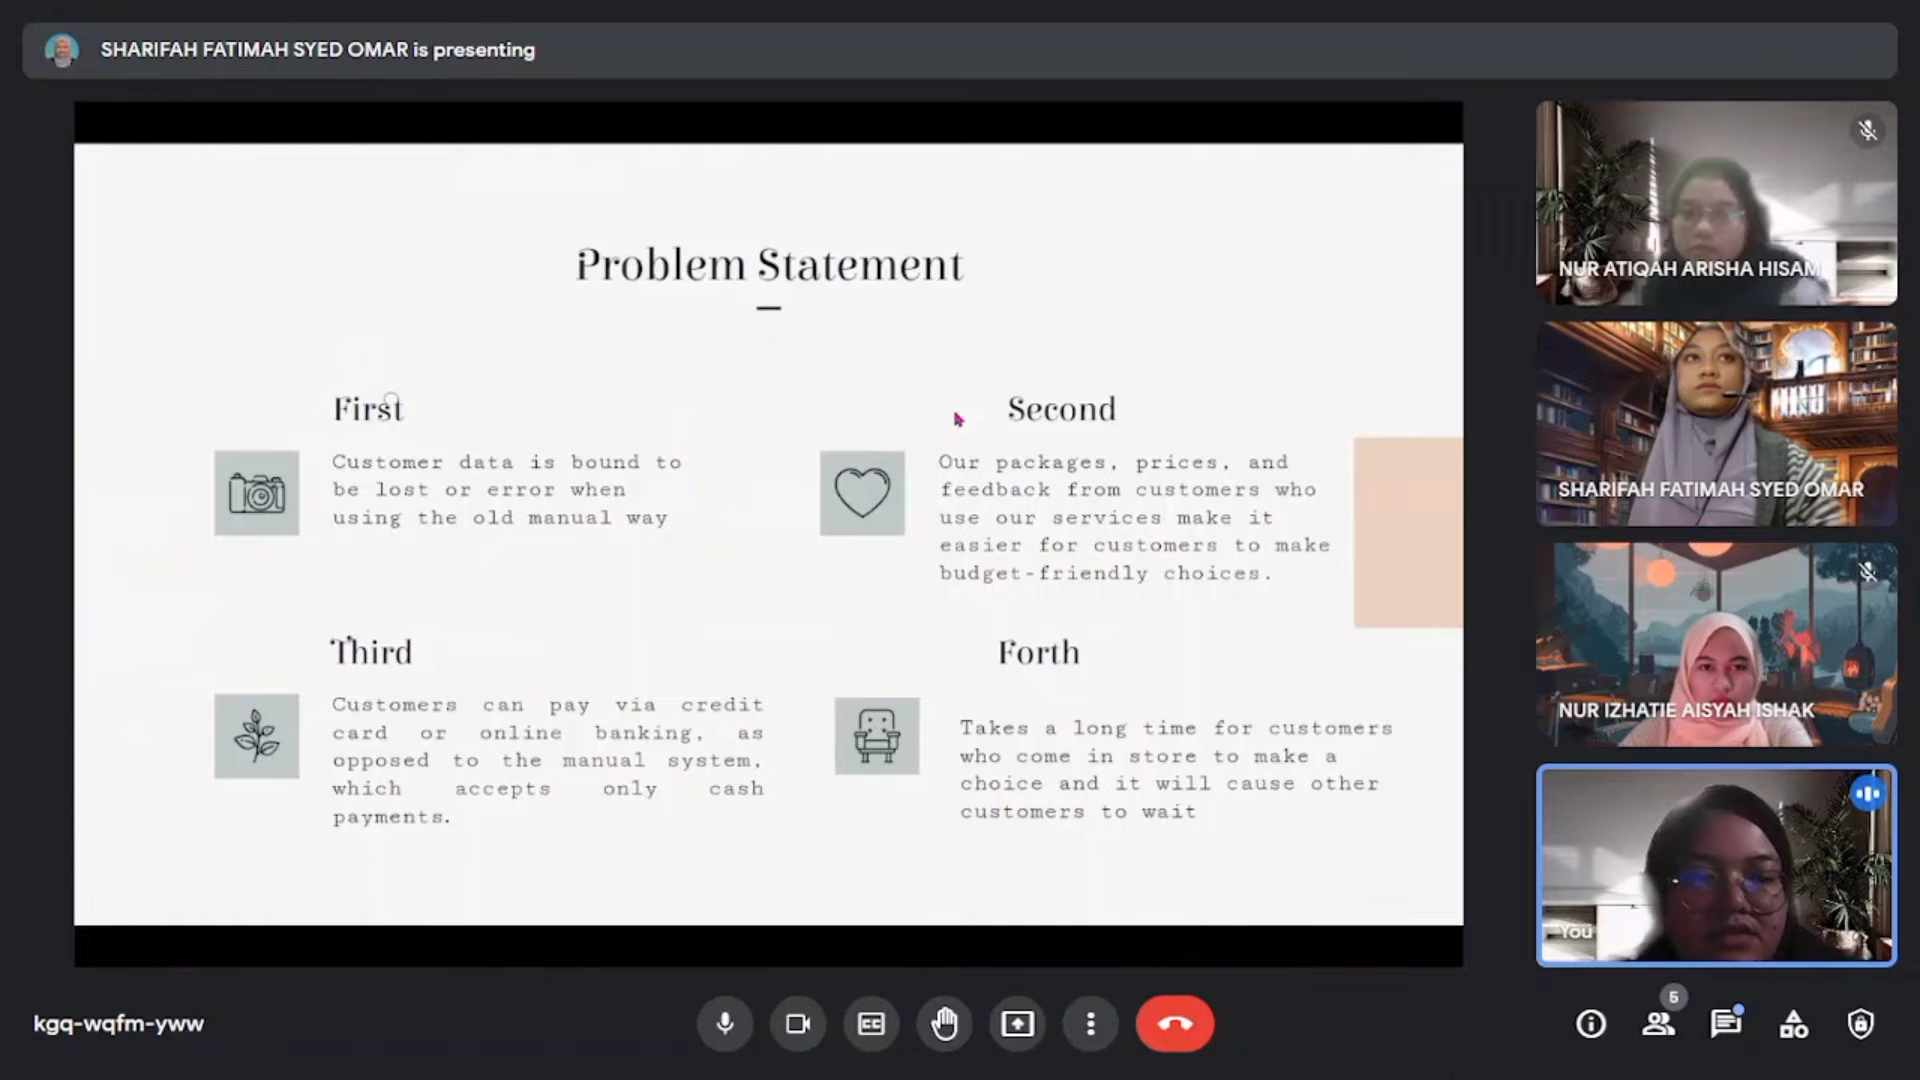 SHARIFAH FATIMAH SYED OMAR is presenting
Problem Statement
First
Customer data is bound to
be lost or error when
using the old manual way
Second
Our packages, prices, and
feedback from customers who
use our services make it
easier for customers to make
budget-friendly choices.
Third
Customers can pay via credit
card or online banking, as
opposed to the manual system,
which accepts only cash
payments.
Forth
Takes a long time for customers
who come in store to make a
choice and it will cause other
customers to wait
NUR ATIQAH ARISHA HISAM
SHARIFAH FATIMAH SYED OMAR
NUR IZHATIE AISYAH ISHAK
You
kgq-wqfm-yww
CC
5